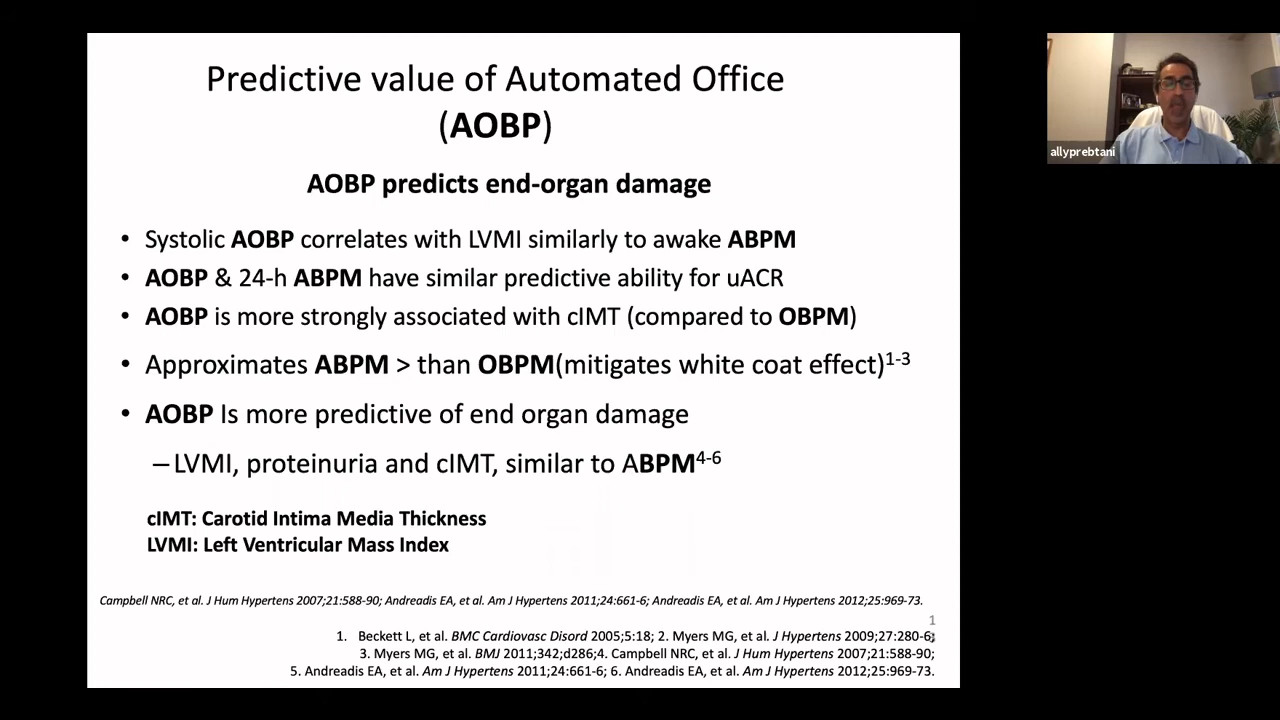 Predictive value of Automated Office
(AOBP)
AOBP predicts end-organ damage
• Systolic AOBP correlates with LVMI similarly to awake ABPM
• AOBP & 24-h ABPM have similar predictive ability for uACR
• AOBP is more strongly associated with cIMT (compared to OBPM)
• Approximates ABPM > than OBPM(mitigates white coat effect)1-3
• AOBP Is more predictive of end organ damage
– LVMI, proteinuria and cIMT, similar to ABPM4-6
cIMT: Carotid Intima Media Thickness
LVMI: Left Ventricular Mass Index
Campbell NRC, et al. J Hum Hypertens 2007;21:588-90; Andreadis EA, et al. Am J Hypertens 2011;24:661-6; Andreadis EA, et al. Am J Hypertens 2012;25:969-73.
1
1. Beckett L, et al. BMC Cardiovasc Disord 2005;5:18; 2. Myers MG, et al. J Hypertens 2009;27:280-6;
3. Myers MG, et al. BMJ 2011;342;d286;4. Campbell NRC, et al. J Hum Hypertens 2007;21:588-90;
5. Andreadis EA, et al. Am J Hypertens 2011;24:661-6; 6. Andreadis EA, et al. Am J Hypertens 2012;25:969-73.
allyprebtani